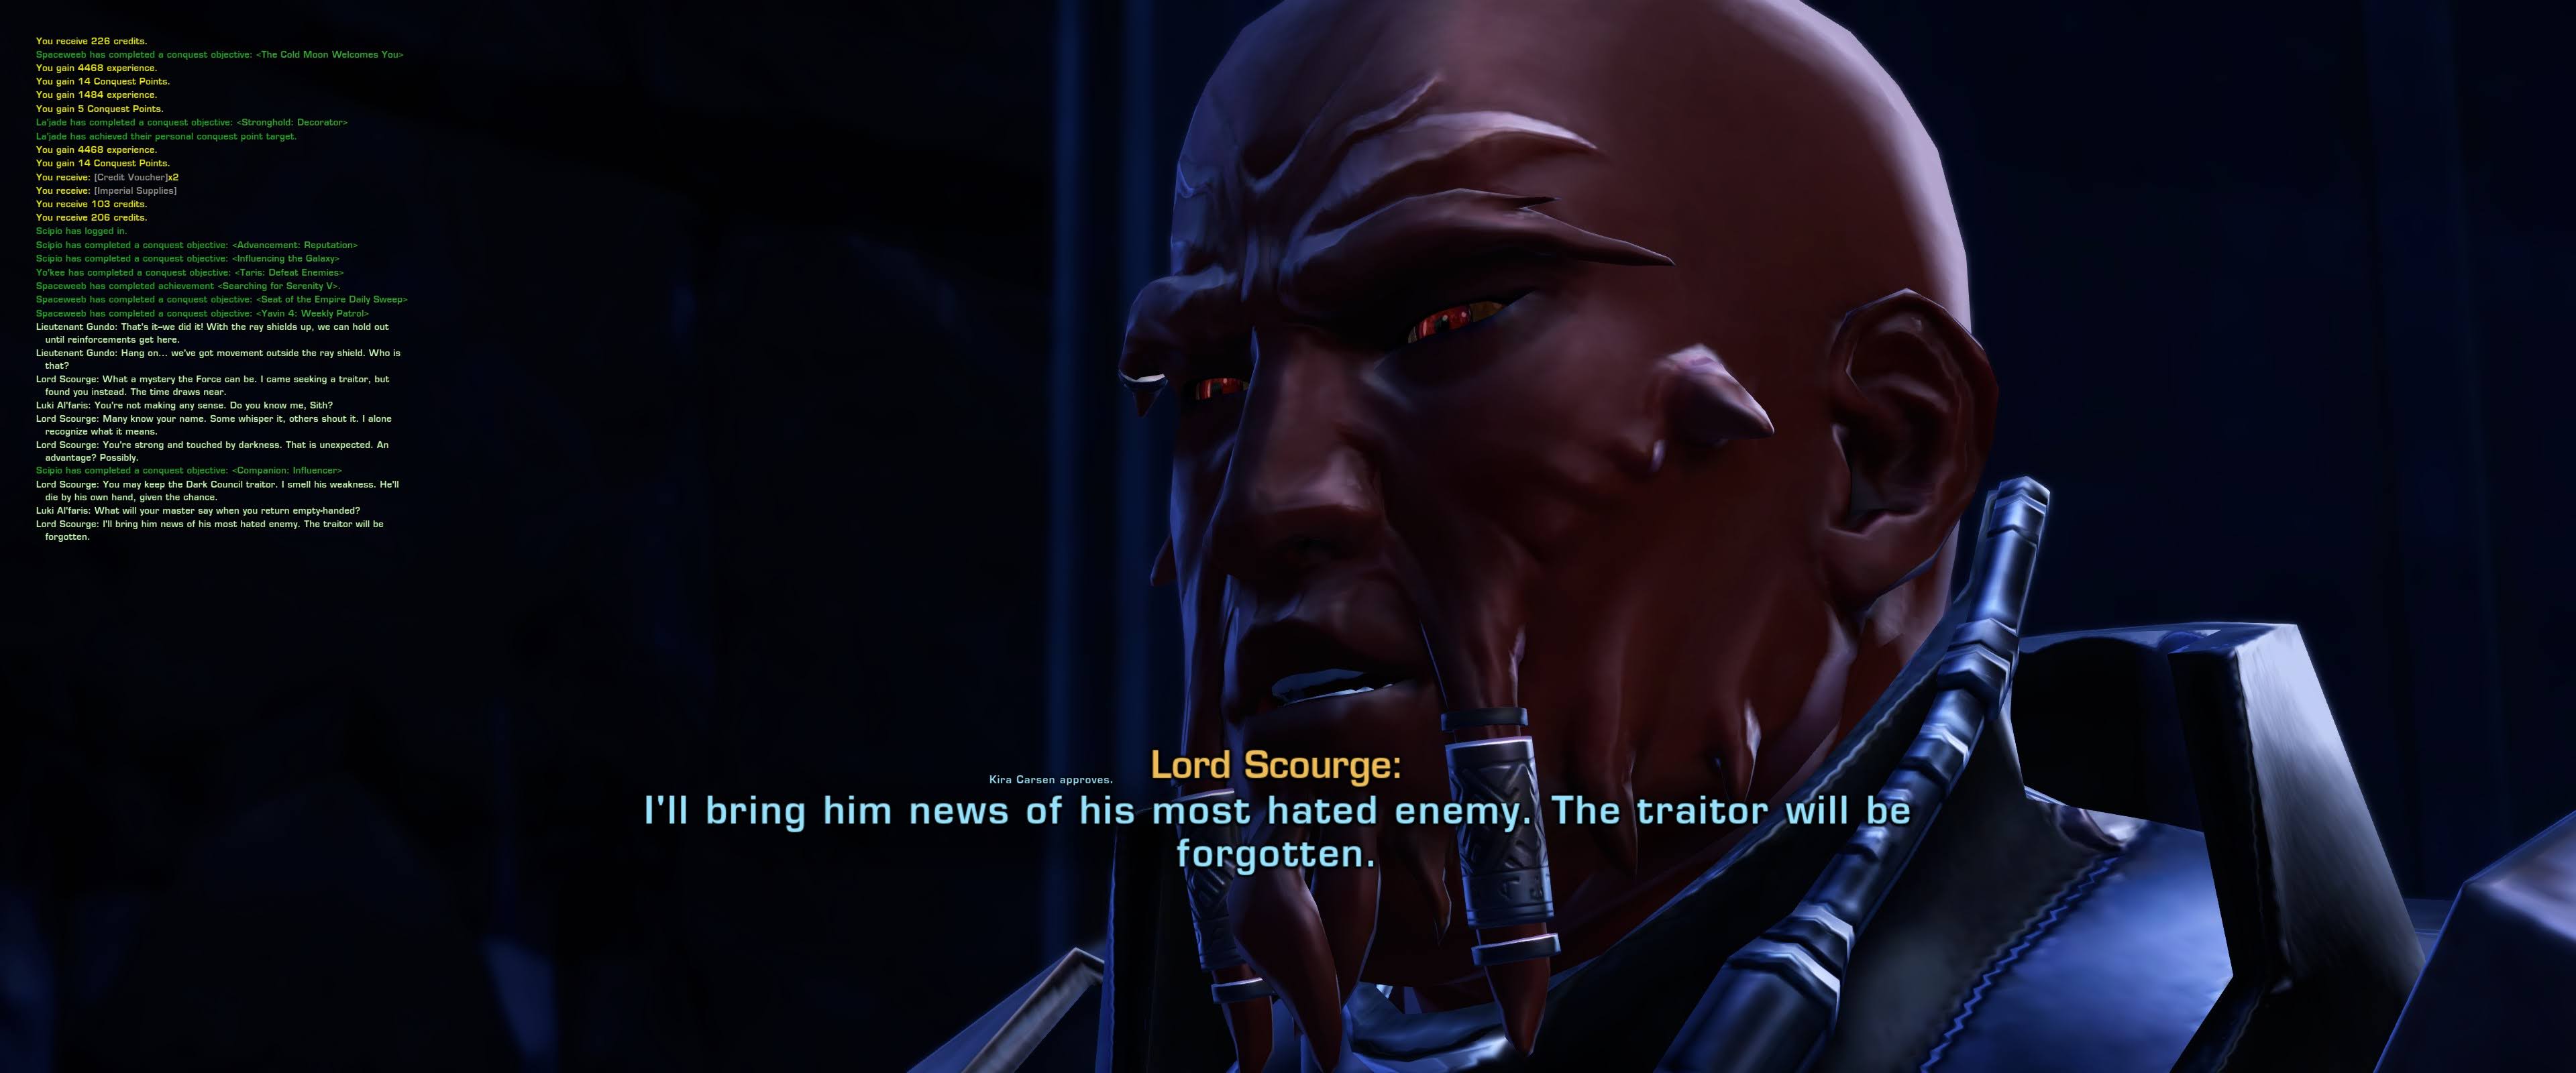 You receive 226 credits.
Spaceweeb has completed a conquest objective: <The Cold Moon Welcomes You>
You gain 4468 experience.
You gain 14 Conquest Points.
You gain 1484 experience.
You gain 5 Conquest Points.
La'jade has completed a conquest objective: <Stronghold: Decorator>
La'jade has achieved their personal conquest point target.
You gain 4468 experience.
You gain 14 Conquest Points.
You receive: [Credit Voucher]x2
You receive: [Imperial Supplies]
You receive 103 credits.
You receive 206 credits.
Scipio has logged in.
Scipio has completed a conquest objective: <Advancement: Reputation>
Scipio has completed a conquest objective: <Influencing the Galaxy>
Yo'kee has completed a conquest objective: <Taris: Defeat Enemies>
Spaceweeb has completed achievement <Searching for Serenity V>.
Spaceweeb has completed a conquest objective: <Seat of the Empire Daily Sweep>
Spaceweeb has completed a conquest objective: <Yavin 4: Weekly Patrol>
Lieutenant Gundo: That's it–we did it! With the ray shields up, we can hold out
until reinforcements get here.
Lieutenant Gundo: Hang on... we've got movement outside the ray shield. Who is
that?
Lord Scourge: What a mystery the Force can be. I came seeking a traitor, but
found you instead. The time draws near.
Luki Al'faris: You're not making any sense. Do you know me, Sith?
Lord Scourge: Many know your name. Some whisper it, others shout it. I alone
recognize what it means.
Lord Scourge: You're strong and touched by darkness. That is unexpected. An
advantage? Possibly.
Scipio has completed a conquest objective: <Companion: Influencer>
Lord Scourge: You may keep the Dark Council traitor. I smell his weakness. He'll
die by his own hand, given the chance.
Luki Al'faris: What will your master say when you return empty-handed?
Lord Scourge: I'll bring him news of his most hated enemy. The traitor will be
forgotten.
Kira Carsen approves.
Lord Scourge:
I'll bring him news of his most hated enemy. The traitor will be
forgotten.